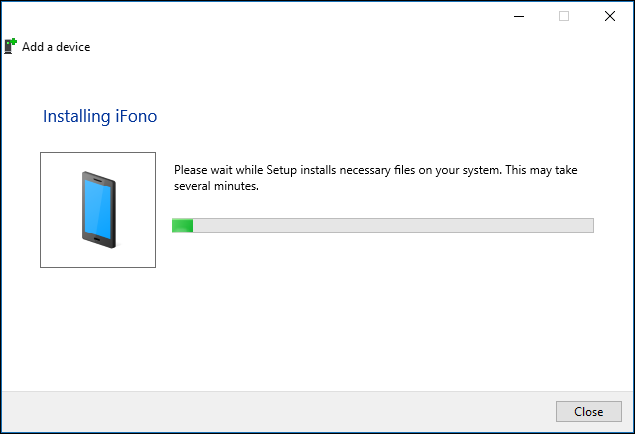 Add a device
Installing iFono
Please wait while Setup installs necessary files on your system. This may take
several minutes.
Close